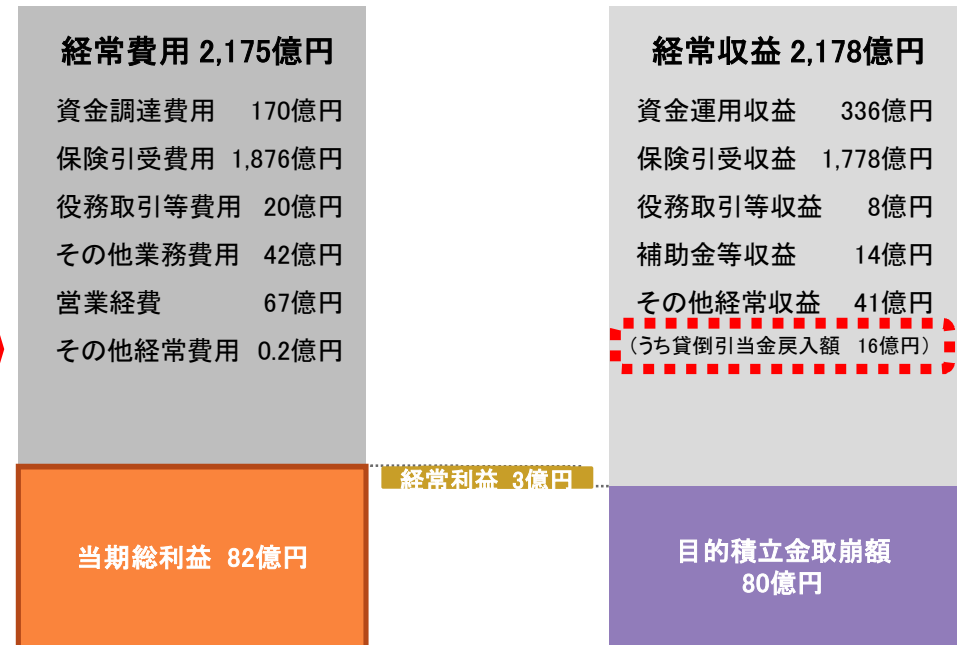 経常費用 2,175億円
資金調達費用 170億円
保険引受費用 1,876億円
役務取引等費用 20億円
その他業務費用 42億円
営業経費 67億円
その他経常費用 0.2億円
当期総利益 82億円
経常利益 3億円
経常収益 2,178億円
資金運用収益 336億円
保険引受収益 1,778億円
役務取引等収益 8億円
補助金等収益 14億円
その他経常収益 41億円
（うち貸倒引当金戻入額 16億円）
目的積立金取崩額
80億円